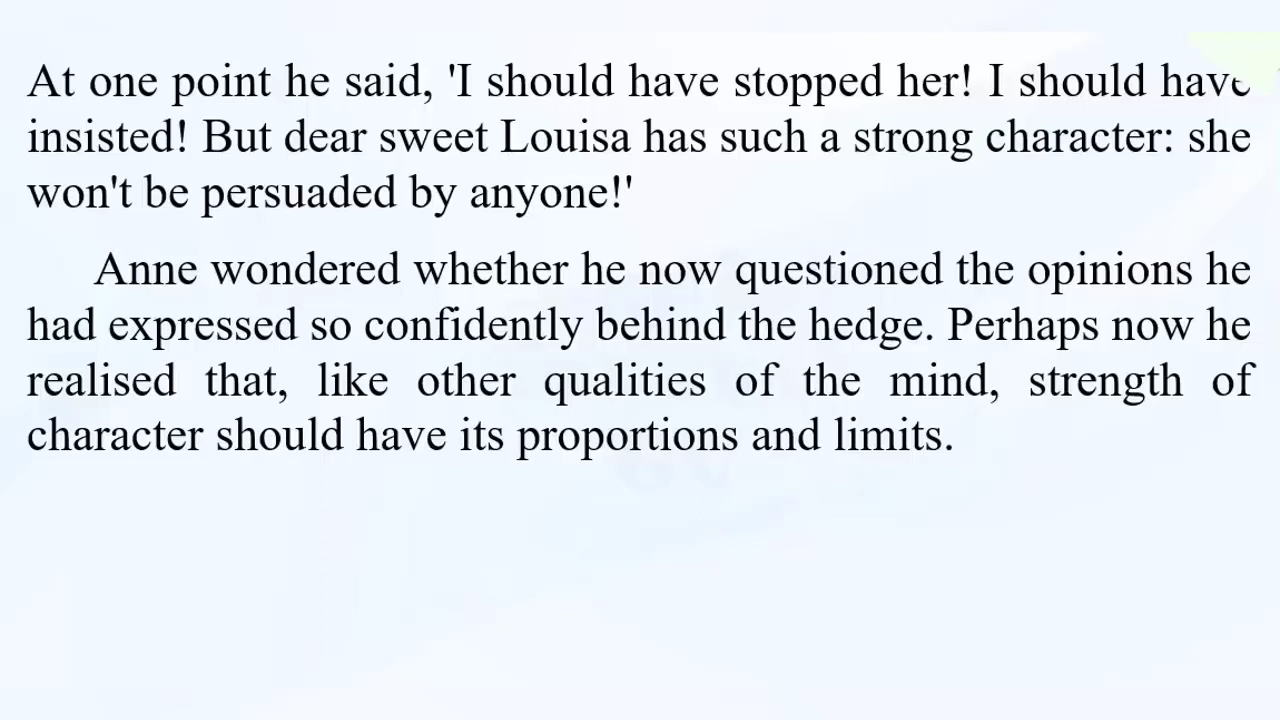 At one point he said, 'I should have stopped her! I should have
insisted! But dear sweet Louisa has such a strong character: she
won't be persuaded by anyone!'
Anne wondered whether he now questioned the opinions he
had expressed so confidently behind the hedge. Perhaps now he
realised that, like other qualities of the mind, strength of
character should have its proportions and limits.